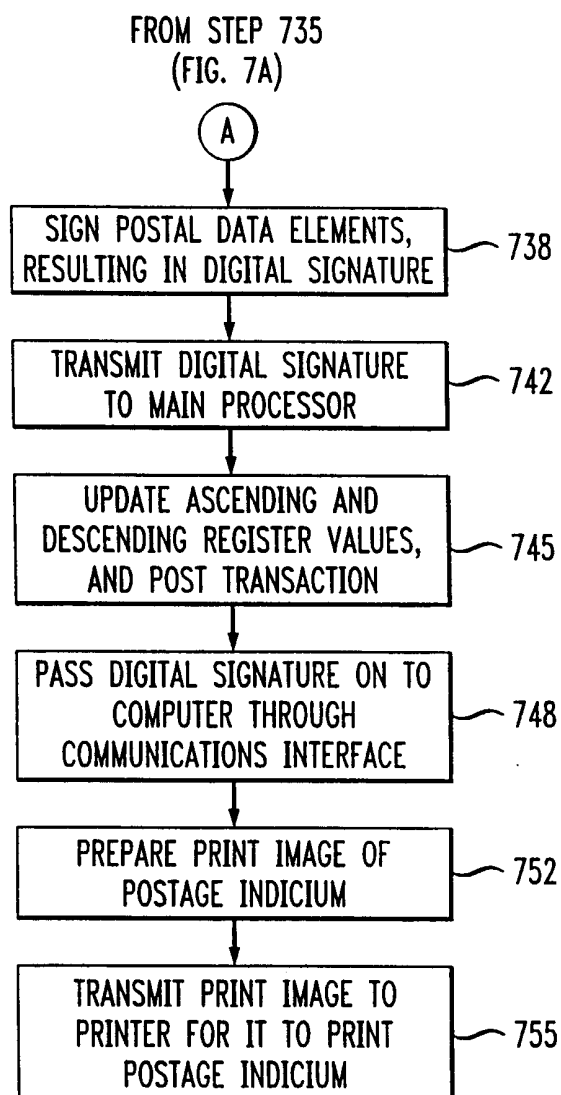 FROM STEP 735
(FIG. 7A)
A
SIGN POSTAL DATA ELEMENTS,
RESULTING IN DIGITAL SIGNATURE
738
TRANSMIT DIGITAL SIGNATURE
TO MAIN PROCESSOR
742
UPDATE ASCENDING AND
DESCENDING REGISTER VALUES,
AND POST TRANSACTION
745
PASS DIGITAL SIGNATURE ON TO
COMPUTER THROUGH
COMMUNICATIONS INTERFACE
748
PREPARE PRINT IMAGE OF
POSTAGE INDICIUM
752
TRANSMIT PRINT IMAGE TO
PRINTER FOR IT TO PRINT
POSTAGE INDICIUM
755